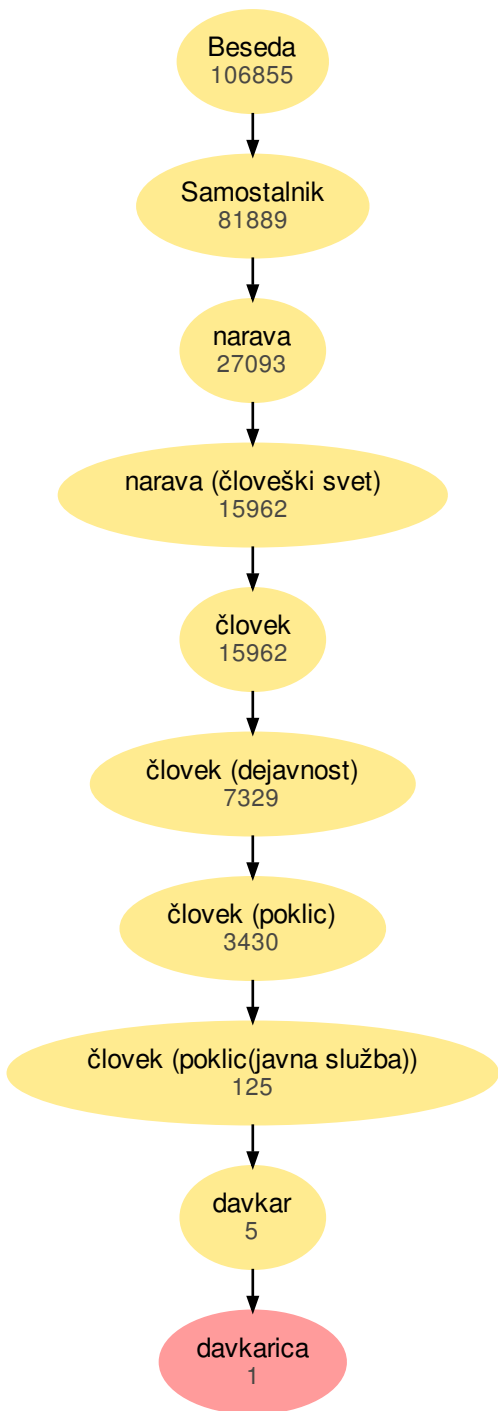 Beseda
106855
Samostalnik
81889
narava
27093
narava (človeški svet)
15962
človek
15962
človek (dejavnost)
7329
človek (poklic)
3430
človek (poklic(javna služba))
125
davkar
5
davkarica
1